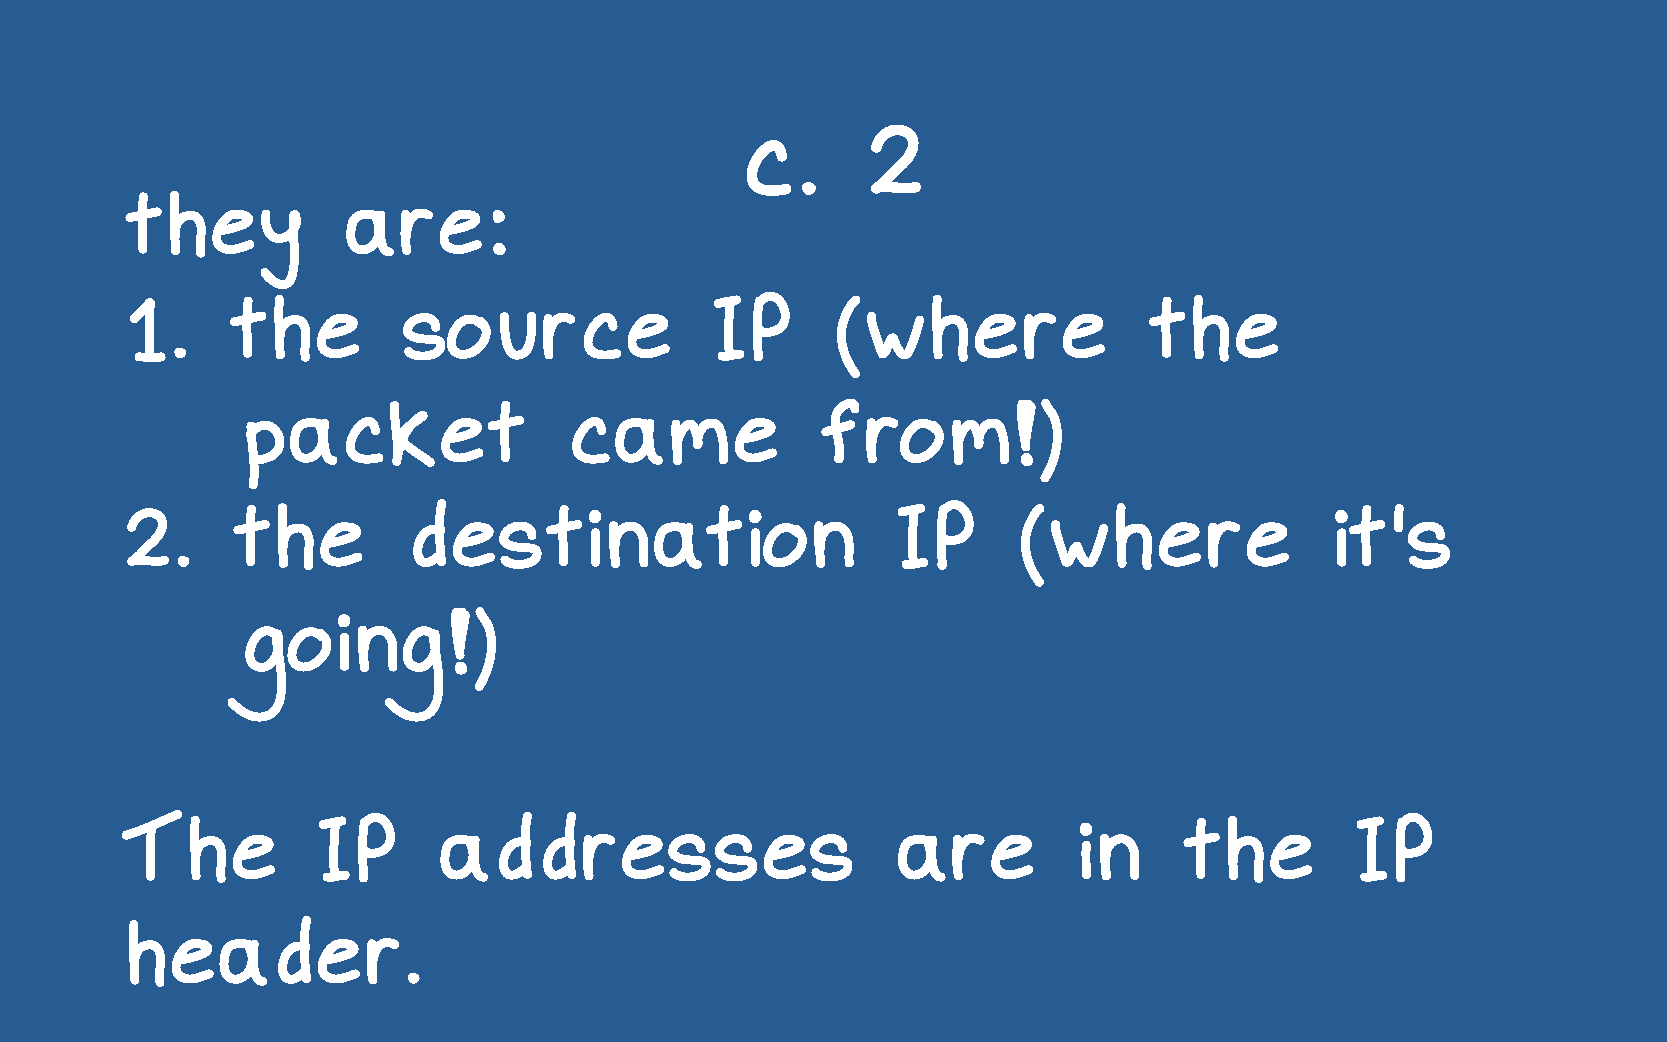 c. 2
they are:
1. the source IP (where the
packet came from!)
2. the destination IP (where it's
going!)
The IP addresses are in the IP
header.